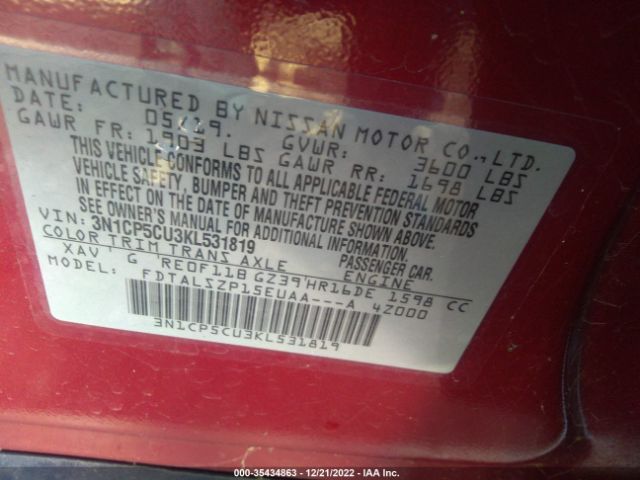 MANUFACTURED BY NISSAN MOTOR CO.,LTD.
DATE: 05/19. GVWR: 3600 LBS
GAWR FR: 1903 LBS GAWR RR: 1698 LBS
THIS VEHICLE CONFORMS TO ALL APPLICABLE FEDERAL MOTOR
VEHICLE SAFETY, BUMPER AND THEFT PREVENTION STANDARDS
IN EFFECT ON THE DATE OF MANUFACTURE SHOWN ABOVE.
SEE OWNER'S MANUAL FOR ADDITIONAL INFORMATION.
VIN: 3N1CP5CU3KL531819 PASSENGER CAR.
COLOR TRIM TRANS AXLE ENGINE
XAV G RE0F11B GZ39 HR16DE 1598 CC
MODEL: FDTALSZP15EUAA---A 4Z000
3N1CP5CU3KL531819
000-35434863 - 12/21/2022 - IAA Inc.